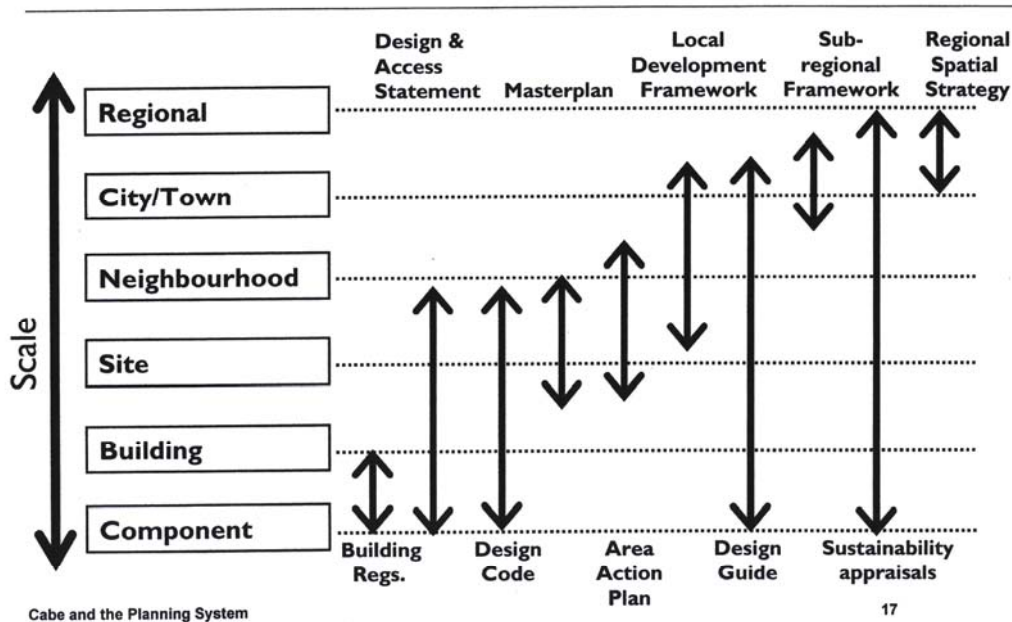 Design &
Access
Statement
Masterplan
Local
Development
Framework
Sub-
regional
Framework
Regional
Spatial
Strategy
Scale
Regional
City/Town
Neighbourhood
Site
Building
Component
Building
Regs.
Design
Code
Area
Action
Plan
Design
Guide
Sustainability
appraisals
Cabe and the Planning System
17